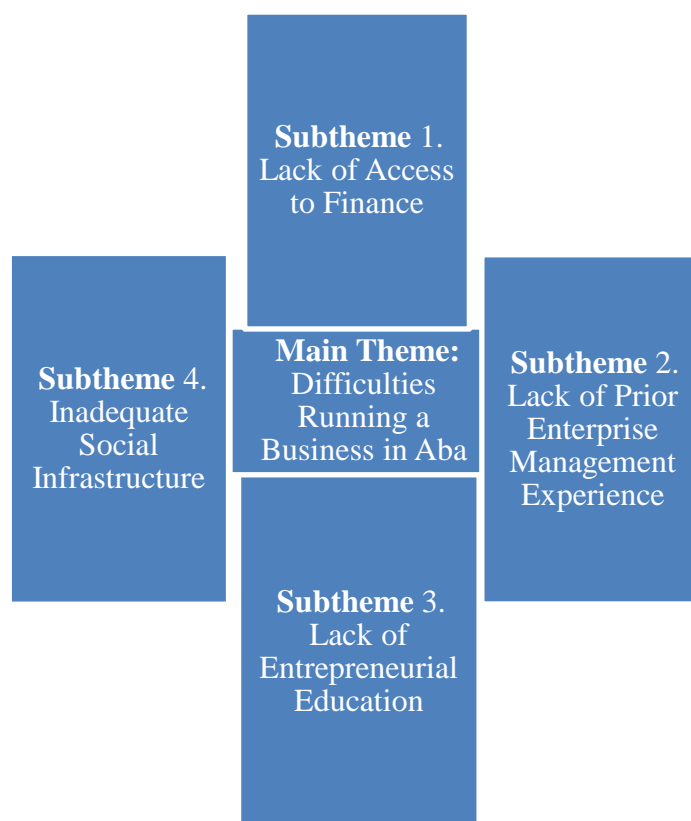 Subtheme 1.
Lack of Access
to Finance
Subtheme 4.
Inadequate
Social
Infrastructure
Main Theme:
Difficulties
Running a
Business in Aba
Subtheme 2.
Lack of Prior
Enterprise
Management
Experience
Subtheme 3.
Lack of
Entrepreneurial
Education